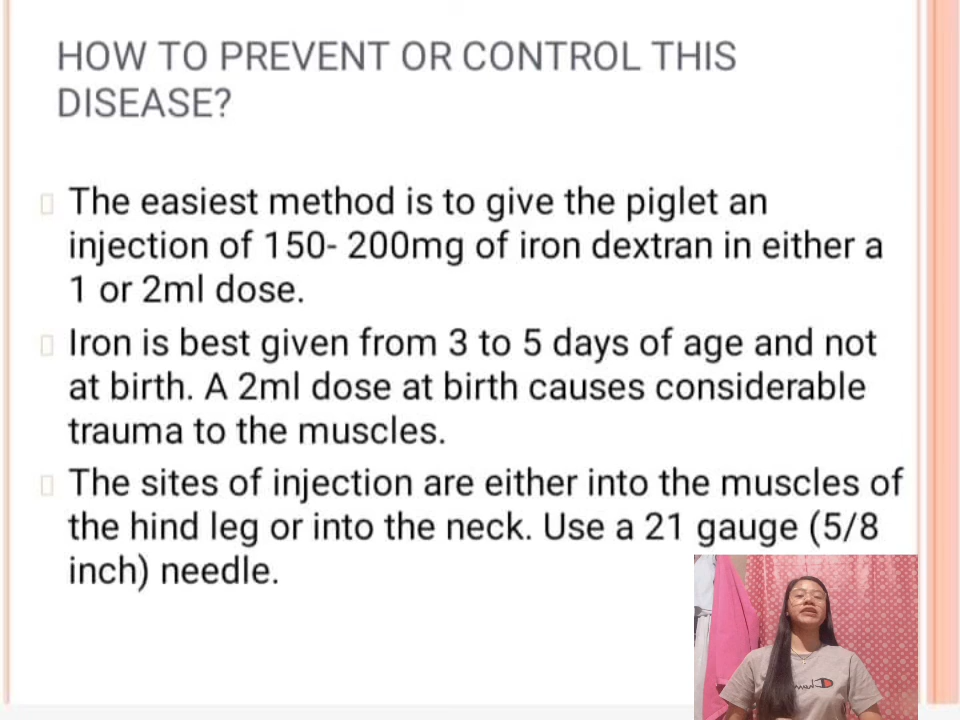 HOW TO PREVENT OR CONTROL THIS
DISEASE?
The easiest method is to give the piglet an
injection of 150- 200mg of iron dextran in either a
1 or 2ml dose.
Iron is best given from 3 to 5 days of age and not
at birth. A 2ml dose at birth causes considerable
trauma to the muscles.
The sites of injection are either into the muscles of
the hind leg or into the neck. Use a 21 gauge (5/8
inch) needle.